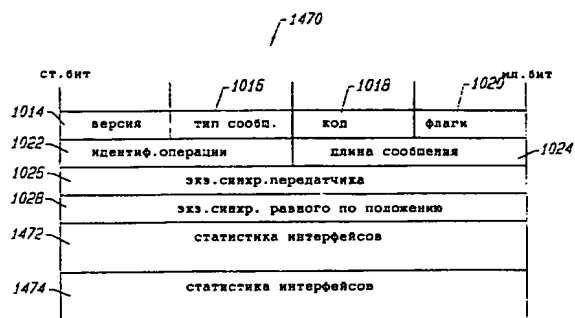 1470
ст.бит 1016 1018 1020 мл.бит
1014 версия тип сообщ. код флаги
1022 идентиф.операции длина сообщения 1024
1026 экз.синхр.передатчика
1028 экз.синхр. равного по положению
1472 статистика интерфейсов
1474 статистика интерфейсов